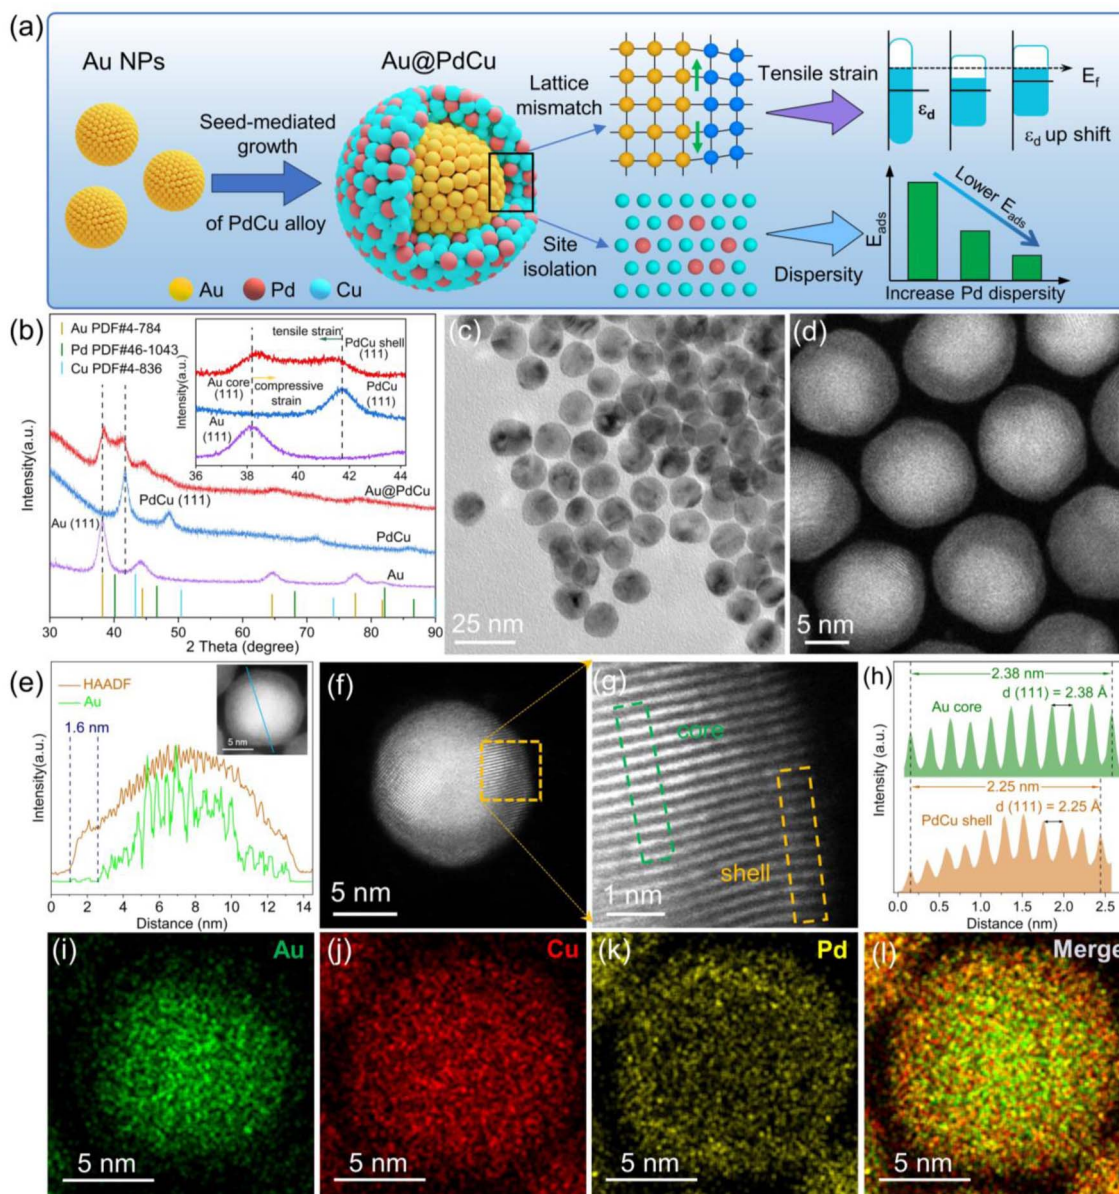 (a)
Au NPs
Seed-mediated
growth
of PdCu alloy
Au@PdCu
Lattice
mismatch
Site
isolation
Tensile strain
Dispersity
εd
Ef
εd up shift
Eads
Lower Eads
Increase Pd dispersity
Au Pd Cu
(b)
Au PDF#4-784
Pd PDF#46-1043
Cu PDF#4-836
Intensity(a.u.)
tensile strain
PdCu shell
(111)
Au core
(111)
compressive
strain
PdCu
(111)
Au
(111)
Intensity(a.u.)
36 38 40 42 44
Au@PdCu
PdCu (111)
Au (111)
PdCu
Au
30 40 50 60 70 80 90
2 Theta (degree)
(c)
25 nm
(d)
5 nm
(e)
HAADF
Au
1.6 nm
5 nm
Intensity(a.u.)
0 2 4 6 8 10 12 14
Distance (nm)
(f)
5 nm
(g)
core
shell
1 nm
(h)
2.38 nm
d (111) = 2.38 Å
Au core
2.25 nm
d (111) = 2.25 Å
PdCu shell
Intensity (a.u.)
0.0 0.5 1.0 1.5 2.0 2.5
Distance (nm)
(i) Au
5 nm
(j) Cu
5 nm
(k) Pd
5 nm
(l) Merge
5 nm